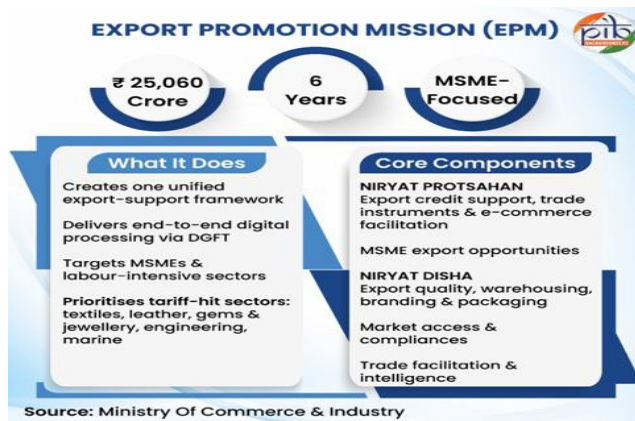 EXPORT PROMOTION MISSION (EPM)
pib
₹ 25,060
Crore
6
Years
MSME-
Focused
What It Does
Creates one unified
export-support framework
Delivers end-to-end digital
processing via DGFT
Targets MSMEs &
labour-intensive sectors
Prioritises tariff-hit sectors:
textiles, leather, gems &
jewellery, engineering,
marine
Core Components
NIRYAT PROTSAHAN
Export credit support, trade
instruments & e-commerce
facilitation
MSME export opportunities
NIRYAT DISHA
Export quality, warehousing,
branding & packaging
Market access &
compliances
Trade facilitation &
intelligence
Source: Ministry Of Commerce & Industry